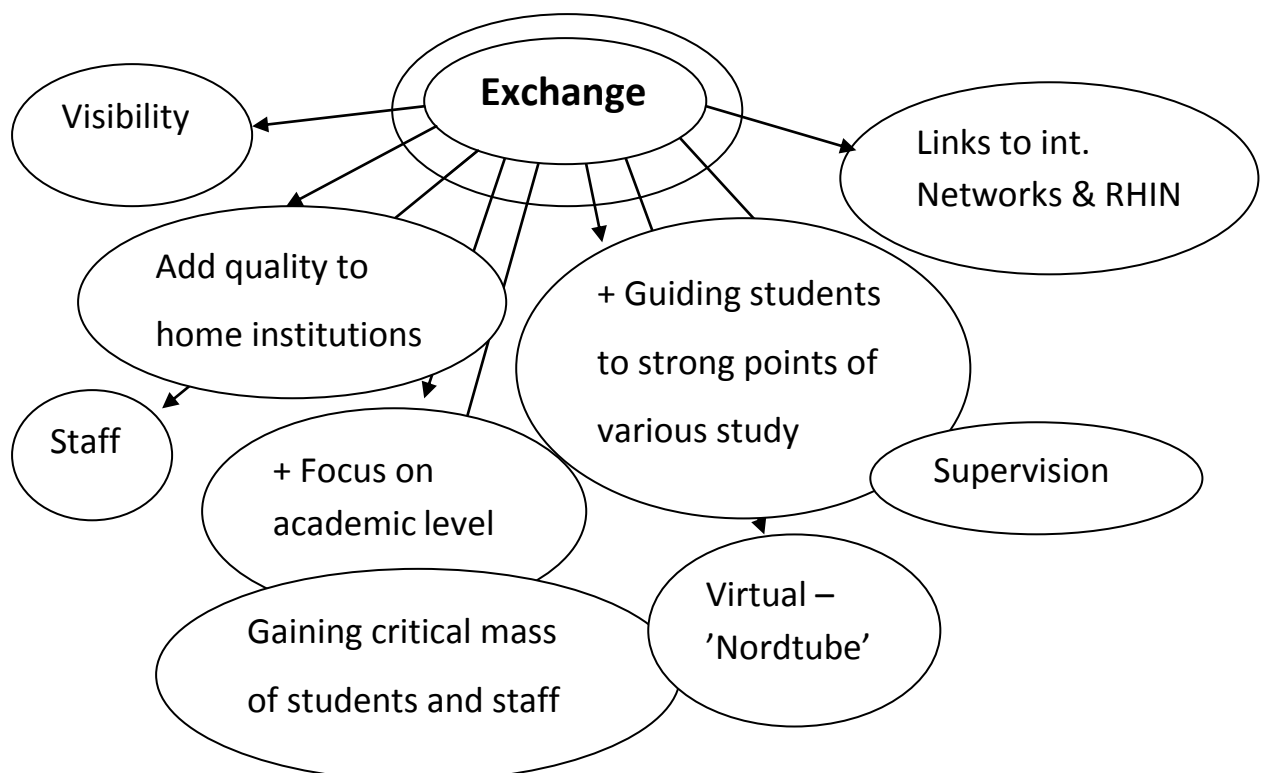 Exchange
Visibility
Links to int.
Networks & RHIN
Add quality to
home institutions
+ Guiding students
to strong points of
various study
Staff
+ Focus on
academic level
Supervision
Gaining critical mass
of students and staff
Virtual –
’Nordtube’